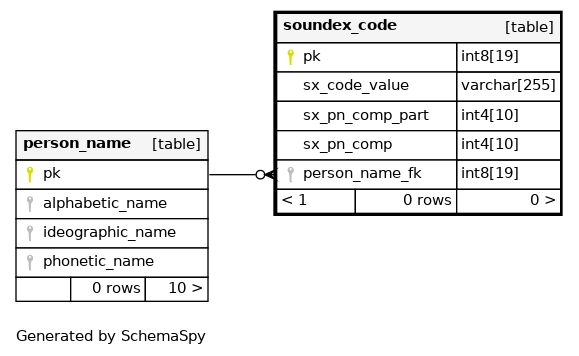 soundex_code [table]
pk int8[19]
sx_code_value varchar[255]
sx_pn_comp_part int4[10]
sx_pn_comp int4[10]
person_name_fk int8[19]
< 1 0 rows 0 >
person_name [table]
pk
alphabetic_name
ideographic_name
phonetic_name
0 rows 10 >
Generated by SchemaSpy